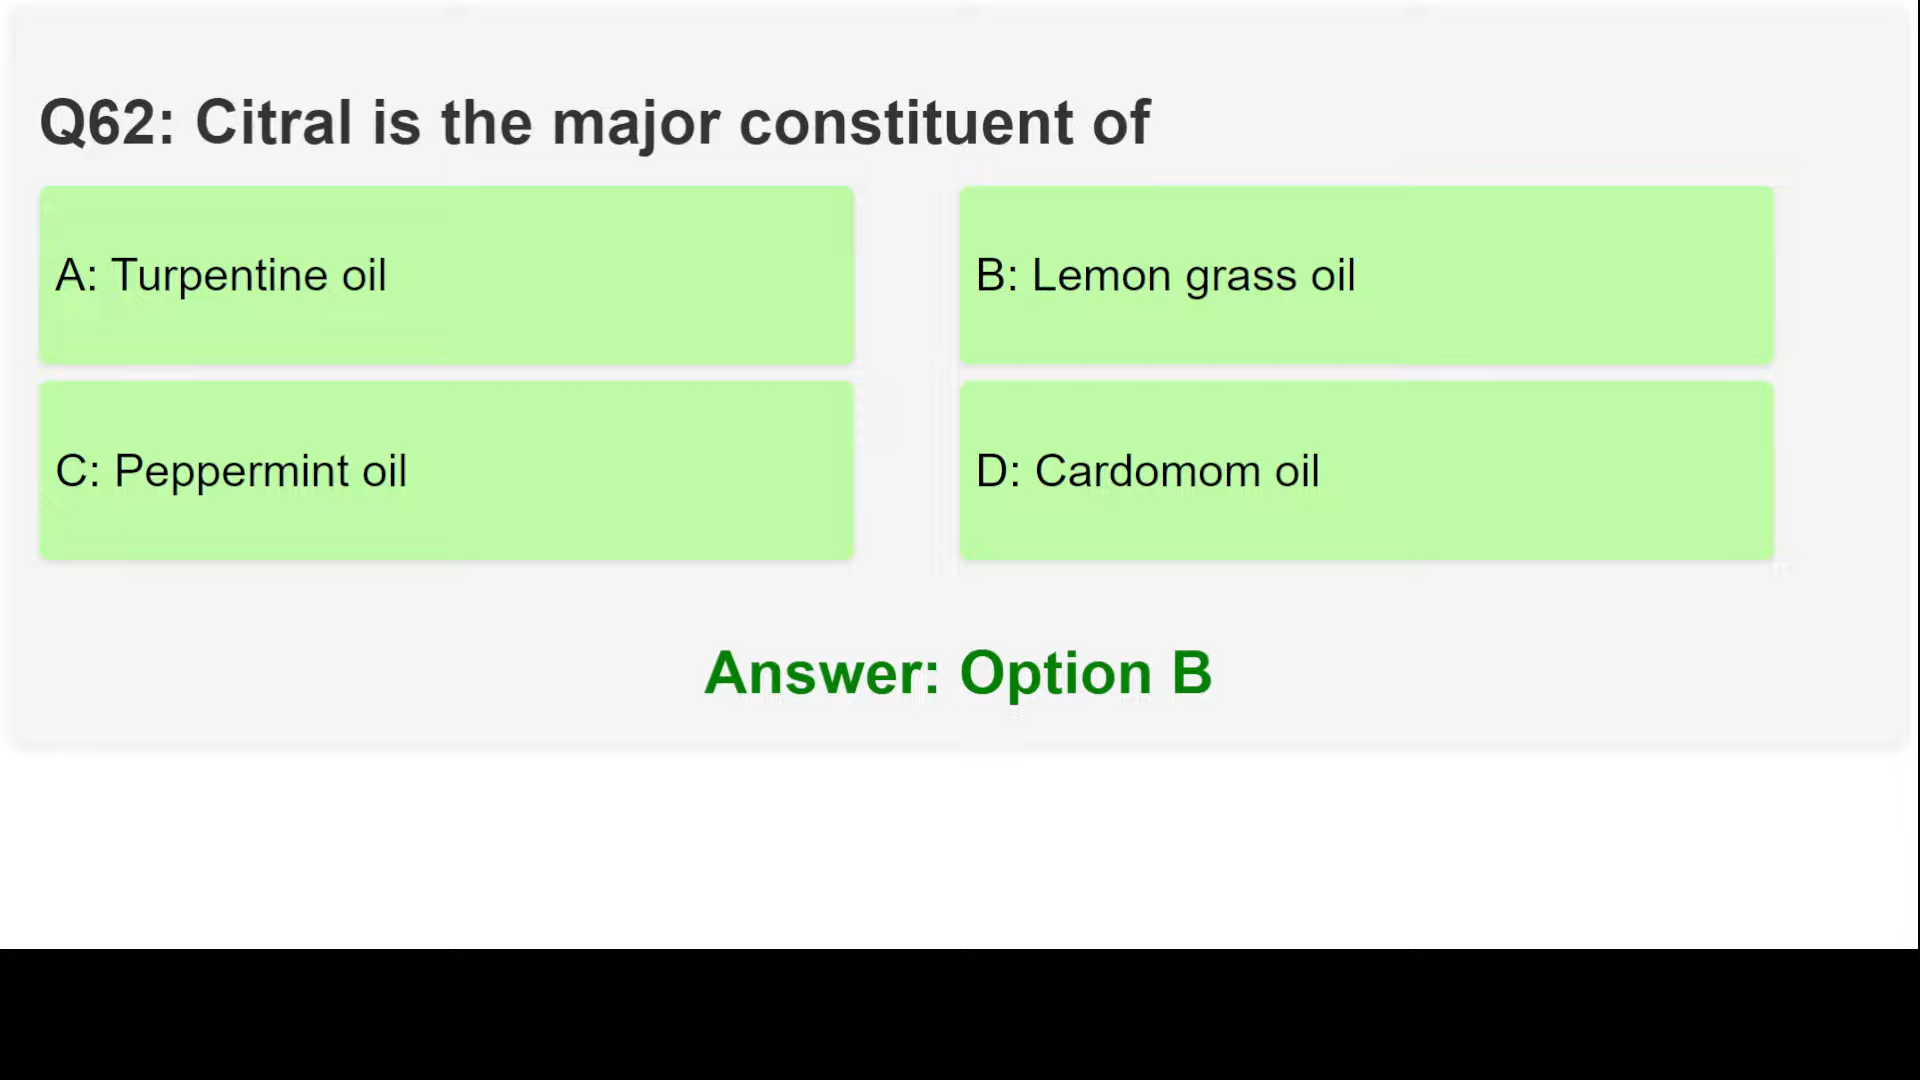 Q62: Citral is the major constituent of
A: Turpentine oil
B: Lemon grass oil
C: Peppermint oil
D: Cardomom oil
Answer: Option B